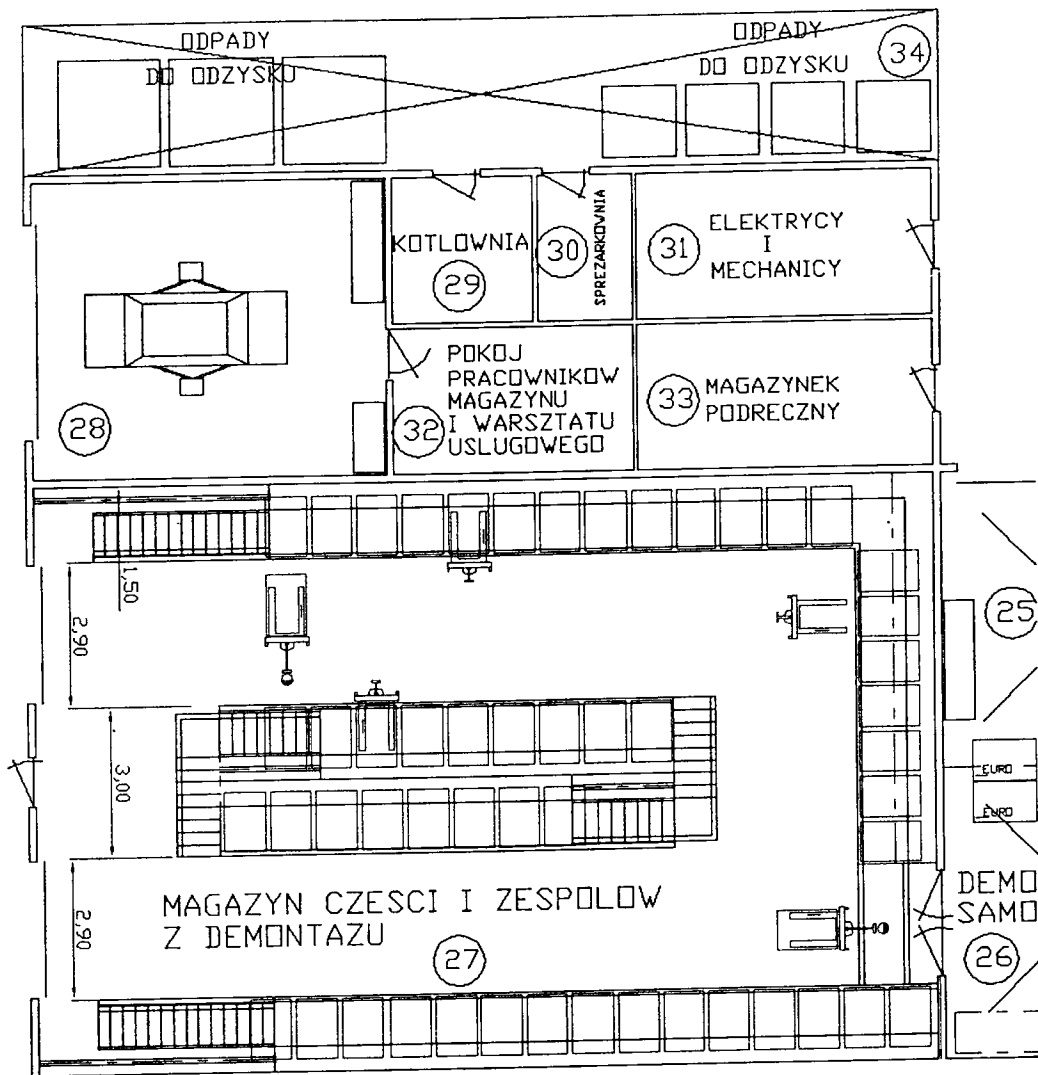 ODPADY
DO ODZYSKU
ODPADY
DO ODZYSKU
34
KOTLOWNIA
29
30
SPREZARKOWNIA
31
ELEKTRYCY
I
MECHANICY
28
32
POKOJ
PRACOWNIKOW
MAGAZYNU
I WARSZTATU
USLUGOWEGO
33
MAGAZYNEK
PODRECZNY
1,50
2,90
25
3,00
EURO
EURO
2,90
MAGAZYN CZESCI I ZESPOLOW
Z DEMONTAZU
27
DEMO
SAMO
26